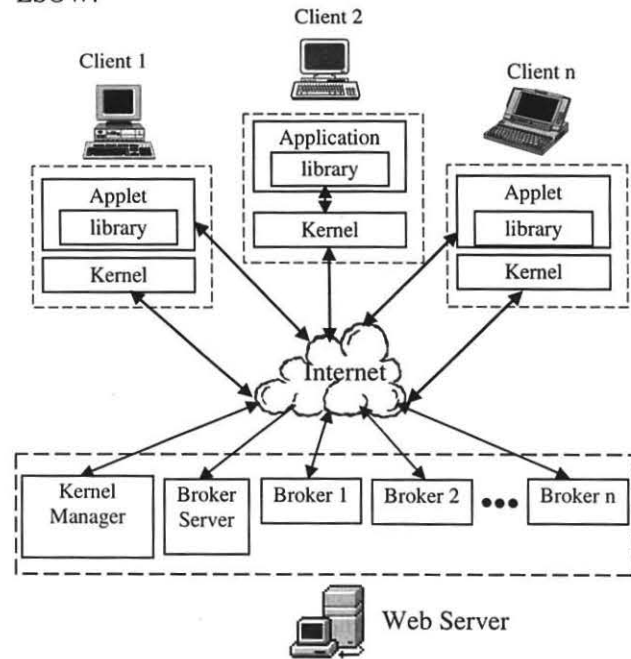 Client 2
Client 1
Client n
Application
library
Kernel
Applet
library
Kernel
Applet
library
Kernel
Internet
Kernel
Manager
Broker
Server
Broker 1
Broker 2
Broker n
Web Server